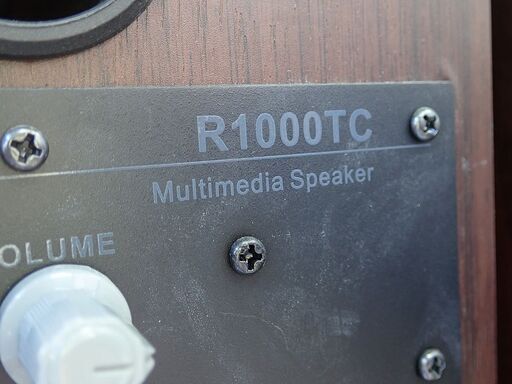 R1000TC
Multimedia Speaker
OLUME